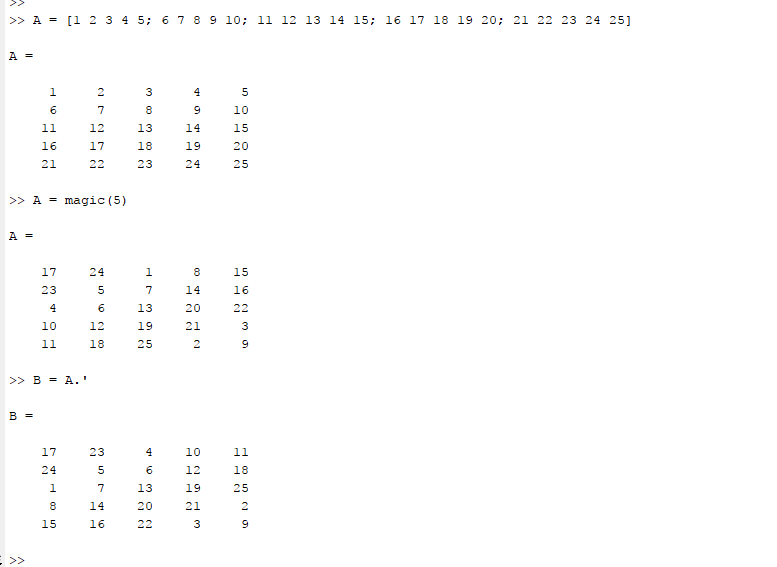 >>
>> A = [1 2 3 4 5; 6 7 8 9 10; 11 12 13 14 15; 16 17 18 19 20; 21 22 23 24 25]
A =
1 2 3 4 5
6 7 8 9 10
11 12 13 14 15
16 17 18 19 20
21 22 23 24 25
>> A = magic(5)
A =
17 24 1 8 15
23 5 7 14 16
4 6 13 20 22
10 12 19 21 3
11 18 25 2 9
>> B = A.'
B =
17 23 4 10 11
24 5 6 12 18
1 7 13 19 25
8 14 20 21 2
15 16 22 3 9
>>